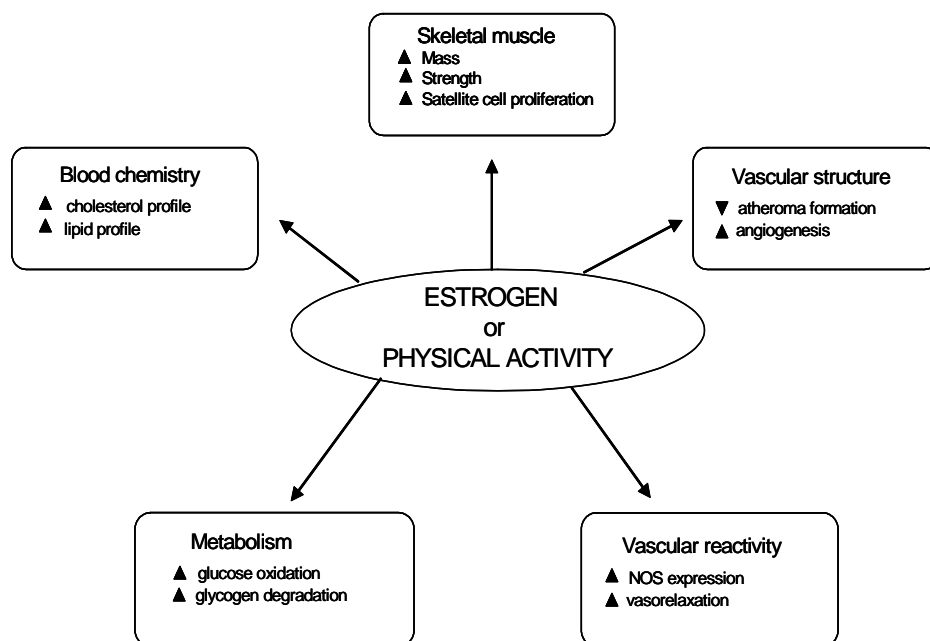 Skeletal muscle
▲ Mass
▲ Strength
▲ Satellite cell proliferation
Blood chemistry
▲ cholesterol profile
▲ lipid profile
Vascular structure
▼ atheroma formation
▲ angiogenesis
ESTROGEN
or
PHYSICAL ACTIVITY
Metabolism
▲ glucose oxidation
▲ glycogen degradation
Vascular reactivity
▲ NOS expression
▲ vasorelaxation